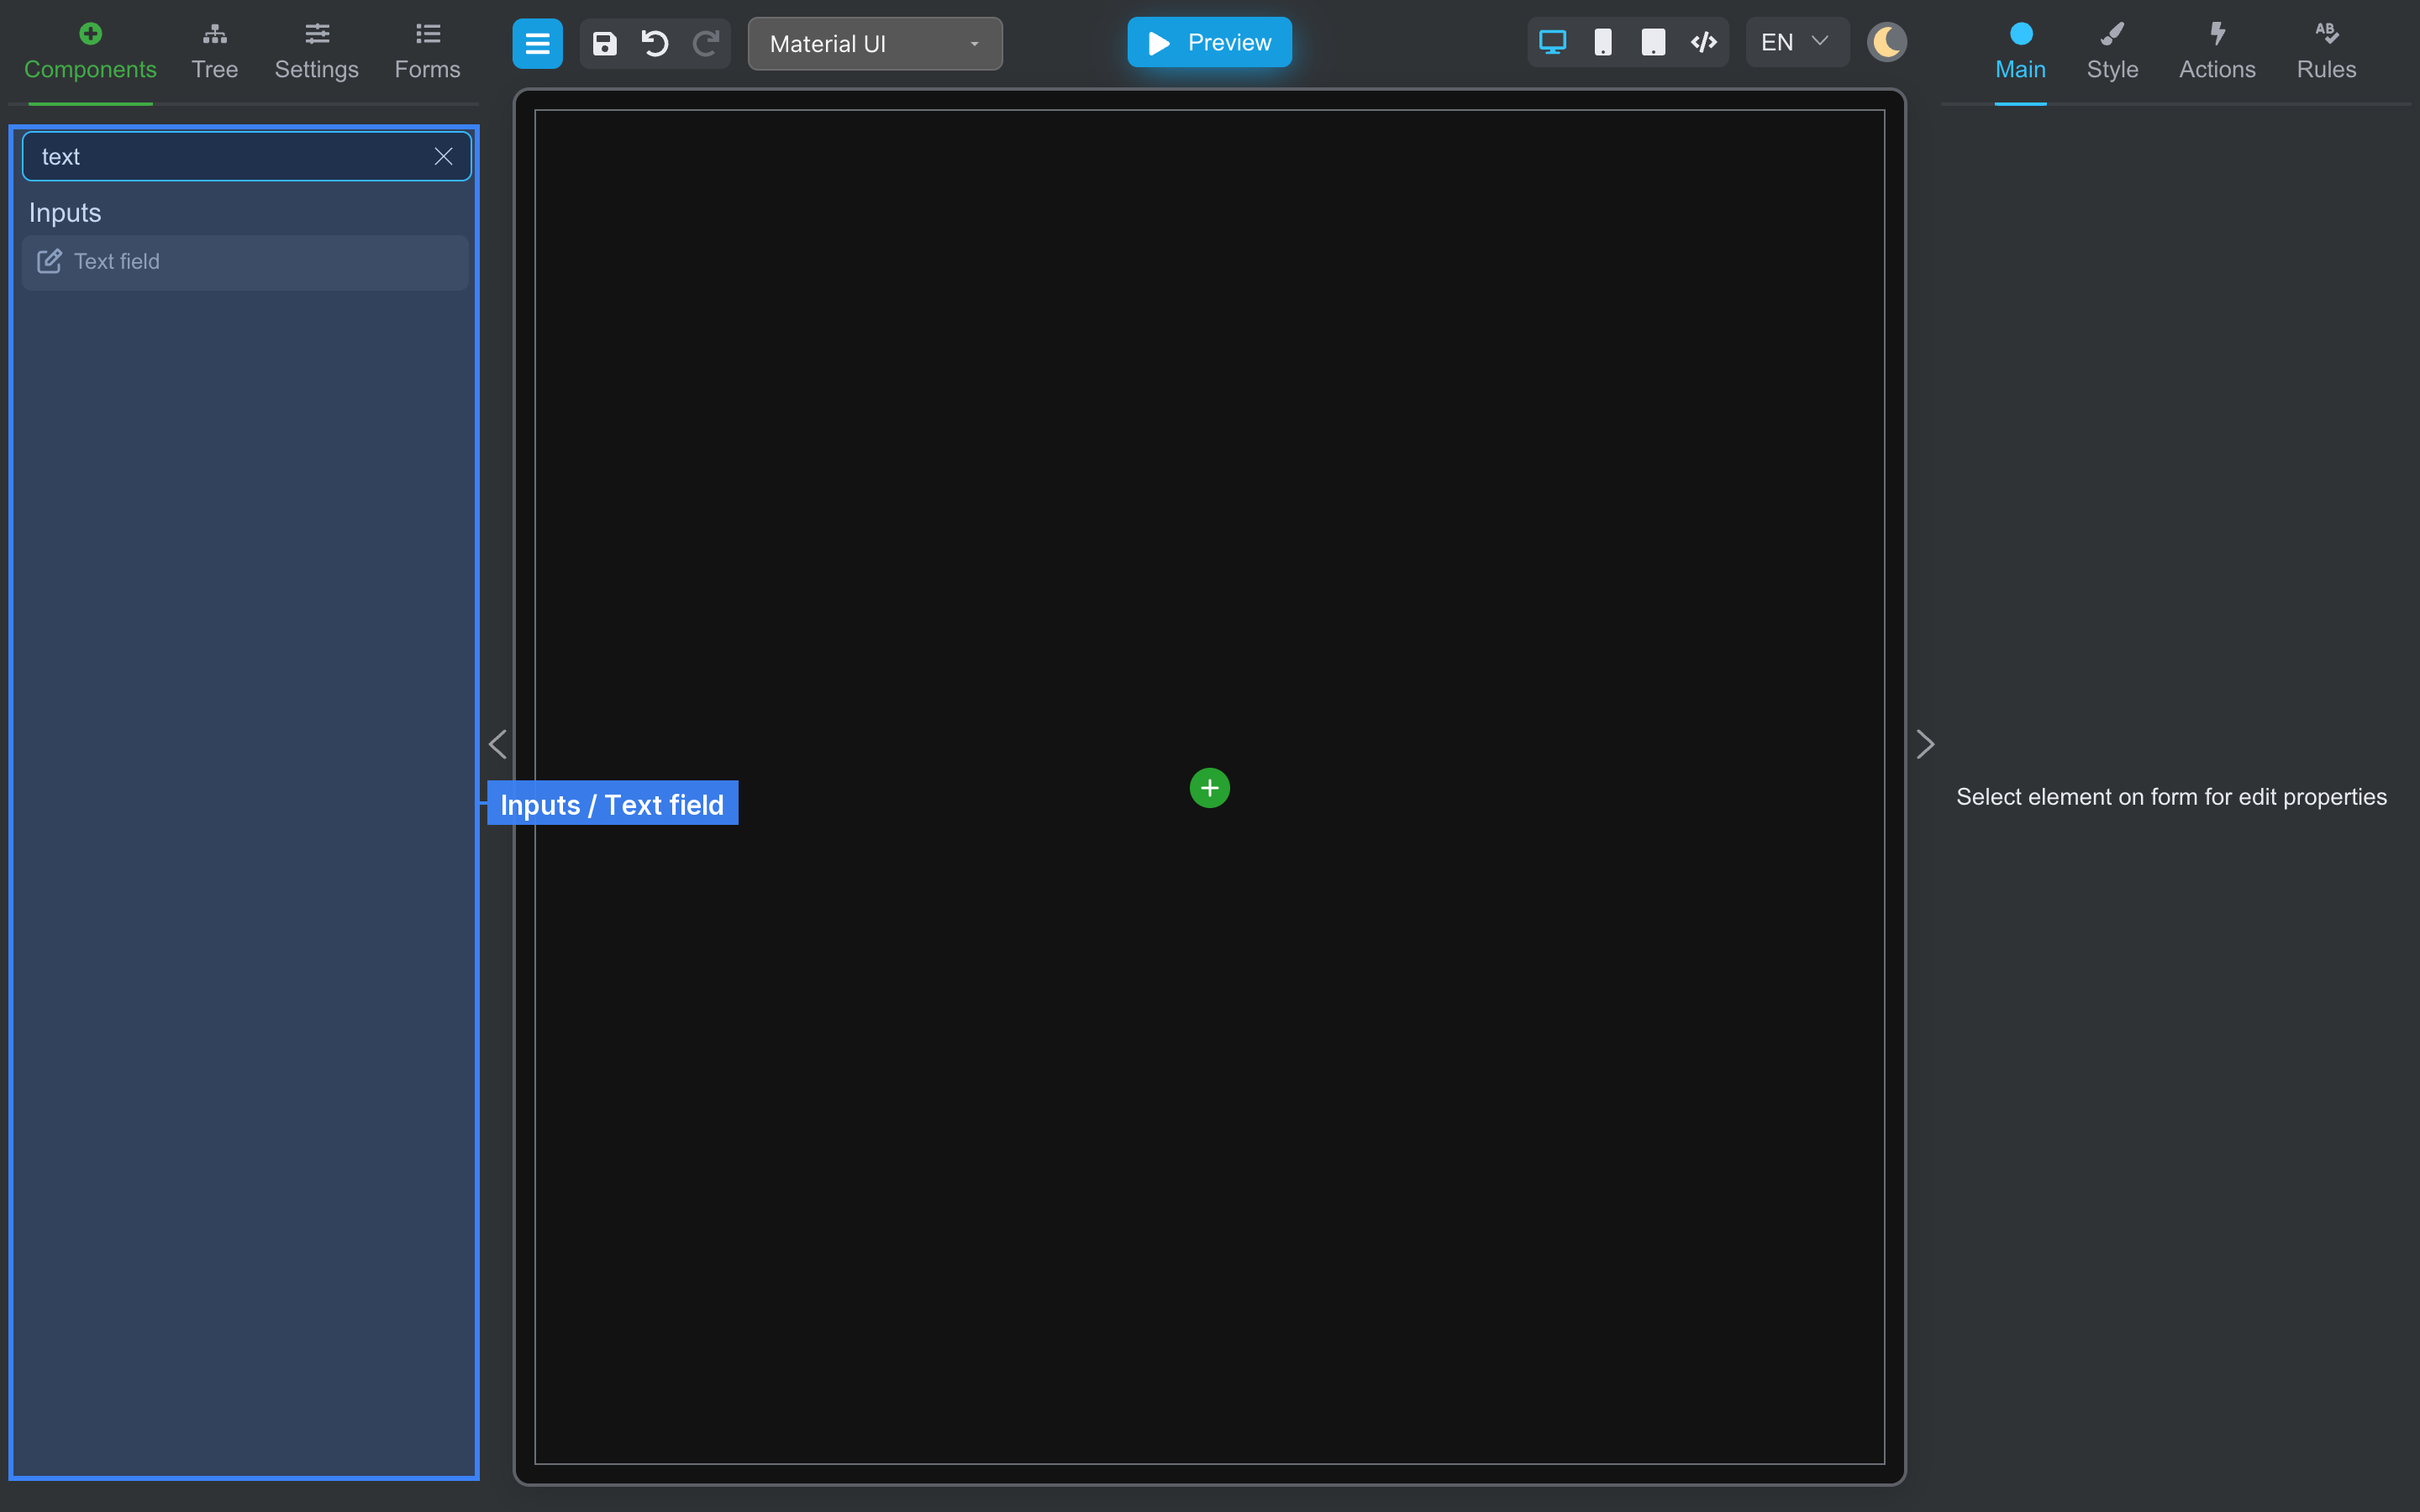 Components Tree Settings Forms
Material UI
Preview
EN
Main Style Actions Rules
text
Inputs
Text field
Inputs / Text field
Select element on form for edit properties